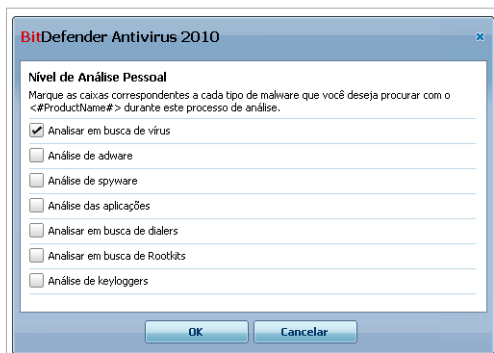 BitDefender Antivirus 2010
Nível de Análise Pessoal
Marque as caixas correspondentes a cada tipo de malware que você deseja procurar com o
<#ProductName#> durante este processo de análise.
Analisar em busca de vírus
Análise de adware
Análise de spyware
Análise das aplicações
Analisar em busca de dialers
Analisar em busca de Rootkits
Análise de keyloggers
OK Cancelar